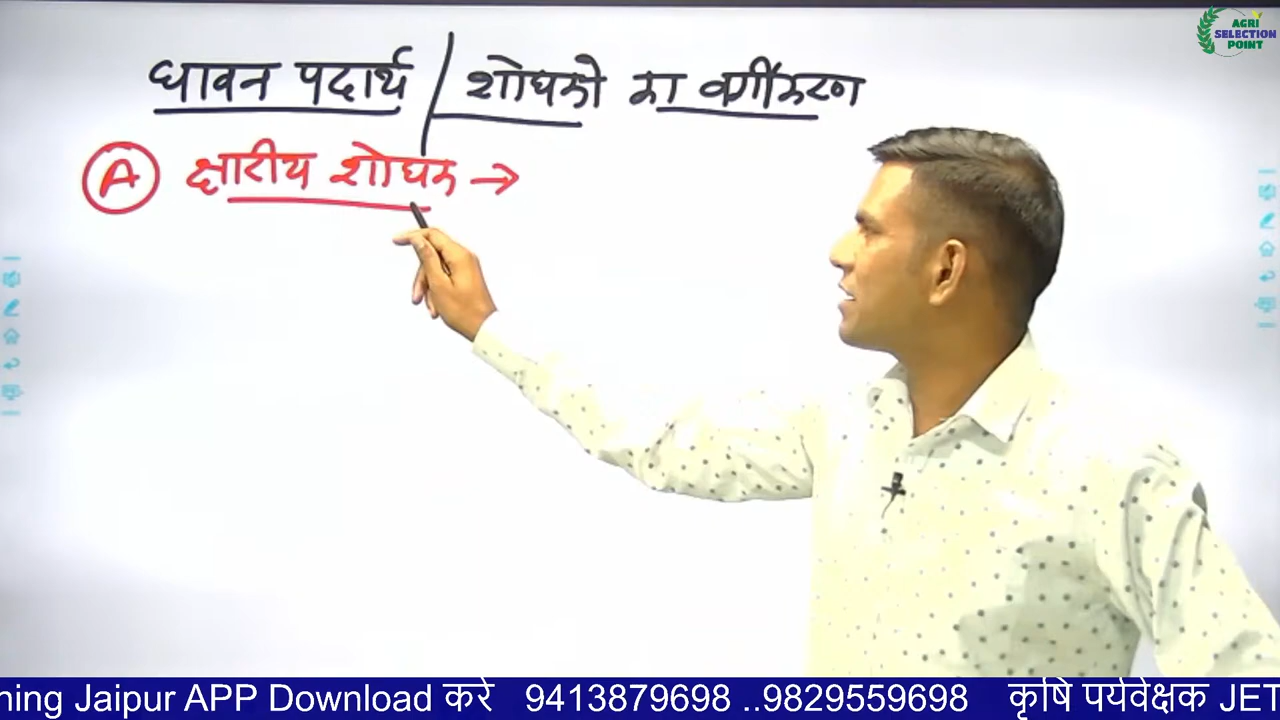 AGRI
SELECTION
POINT
धावन पदार्थ / शोधको का वर्गीकरण
A क्षारीय शोधक →
ning Jaipur APP Download करे 9413879698 ..9829559698 कृषि पर्यवेक्षक JET